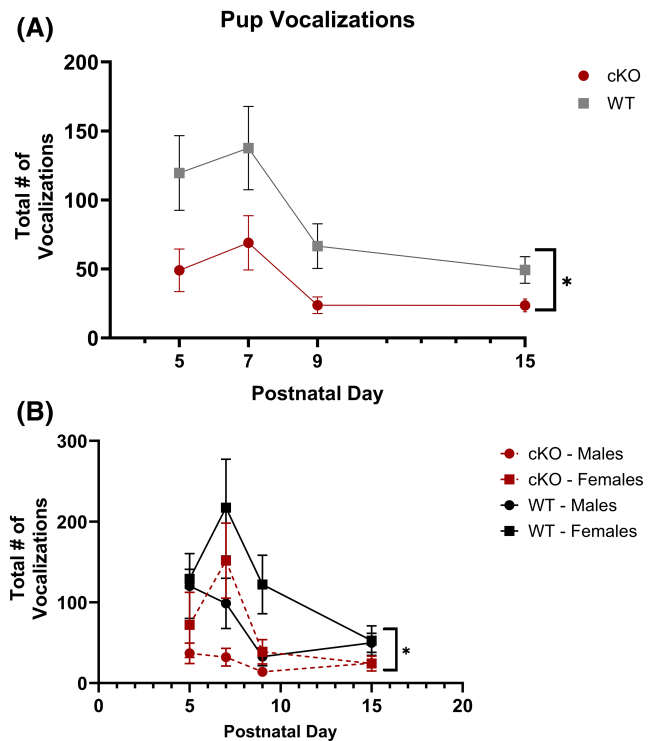 (A)
Pup Vocalizations
Total # of
Vocalizations
200
150
100
50
0
5 7 9 15
Postnatal Day
cKO
WT
*
(B)
Total # of
Vocalizations
300
200
100
0
0 5 10 15 20
Postnatal Day
cKO - Males
cKO - Females
WT - Males
WT - Females
*